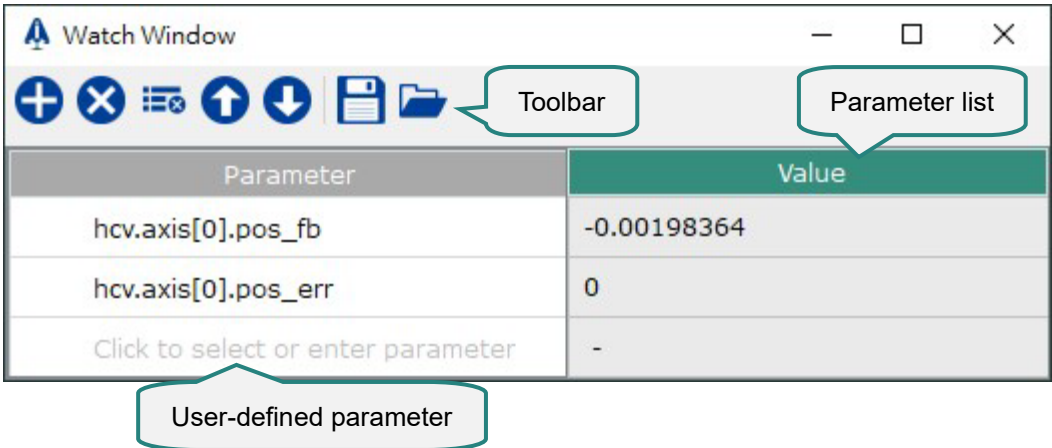 Watch Window
Toolbar
Parameter list
Parameter Value
hcv.axis[0].pos_fb -0.00198364
hcv.axis[0].pos_err 0
Click to select or enter parameter -
User-defined parameter